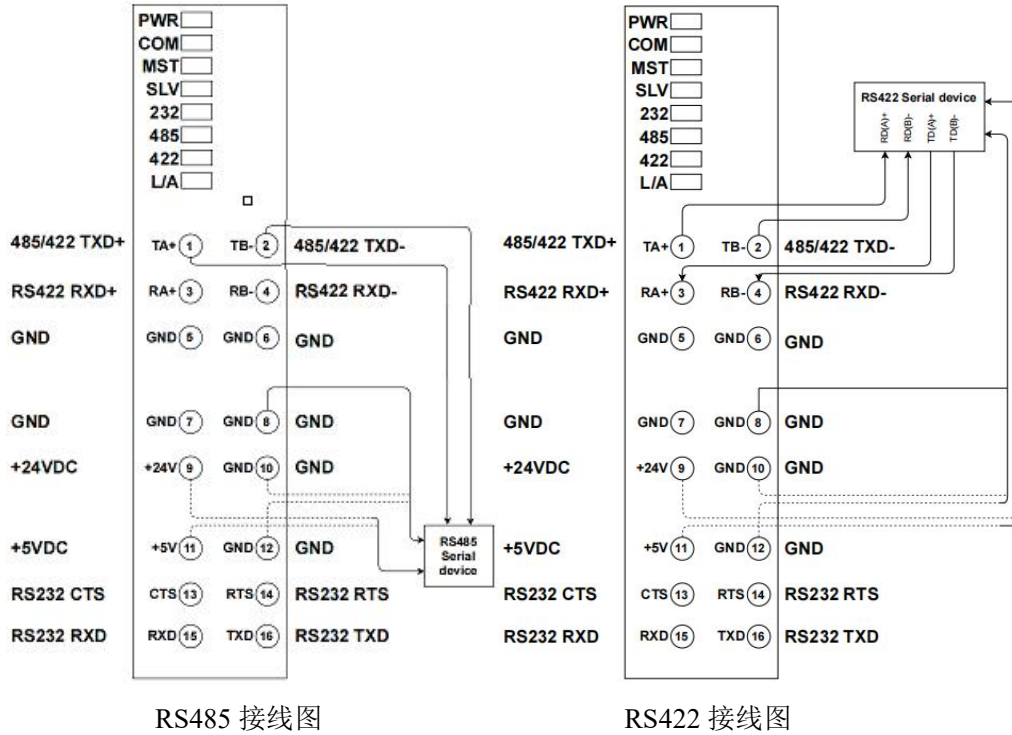 PWR
COM
MST
SLV
232
485
422
L/A
485/422 TXD+ TA+ 1 TB- 2 485/422 TXD-
RS422 RXD+ RA+ 3 RB- 4 RS422 RXD-
GND GND 5 GND 6 GND
GND GND 7 GND 8 GND
+24VDC +24V 9 GND 10 GND
+5VDC +5V 11 GND 12 GND
RS232 CTS CTS 13 RTS 14 RS232 RTS
RS232 RXD RXD 15 TXD 16 RS232 TXD
RS485
Serial
device
RS485 接线图
PWR
COM
MST
SLV
232
485
422
L/A
RS422 Serial device
RD(A)+
RD(B)-
TD(A)+
TD(B)-
485/422 TXD+ TA+ 1 TB- 2 485/422 TXD-
RS422 RXD+ RA+ 3 RB- 4 RS422 RXD-
GND GND 5 GND 6 GND
GND GND 7 GND 8 GND
+24VDC +24V 9 GND 10 GND
+5VDC +5V 11 GND 12 GND
RS232 CTS CTS 13 RTS 14 RS232 RTS
RS232 RXD RXD 15 TXD 16 RS232 TXD
RS422 接线图